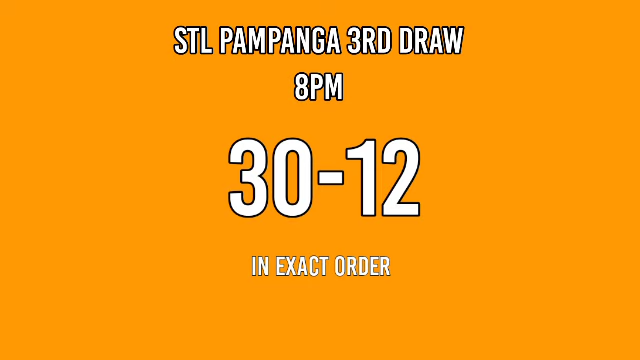 STL PAMPANGA 3RD DRAW
8PM
30-12
IN EXACT ORDER